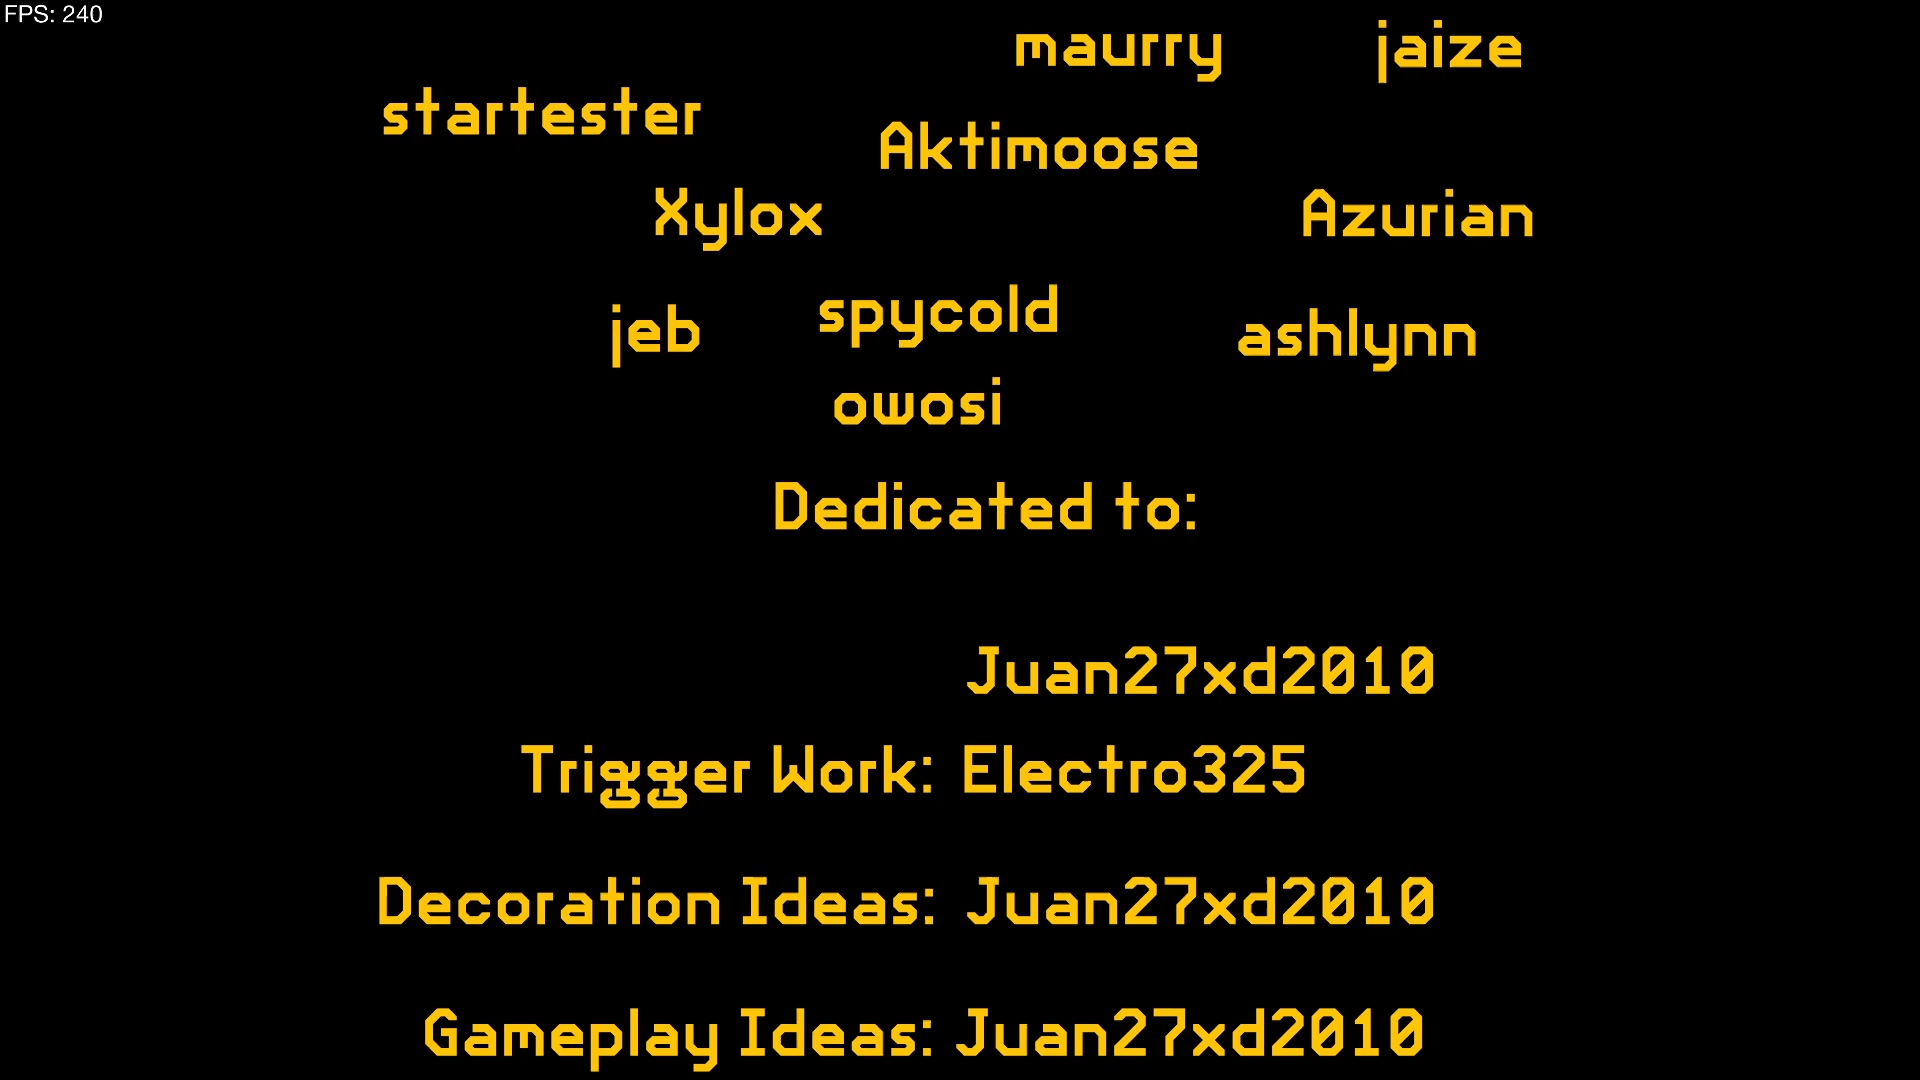 FPS: 240
maurry jaize
startester
Aktimoose
Xylox Azurian
jeb spycold ashlynn
owosi
Dedicated to:
Juan27xd2010
Trigger Work: Electro325
Decoration Ideas: Juan27xd2010
Gameplay Ideas: Juan27xd2010